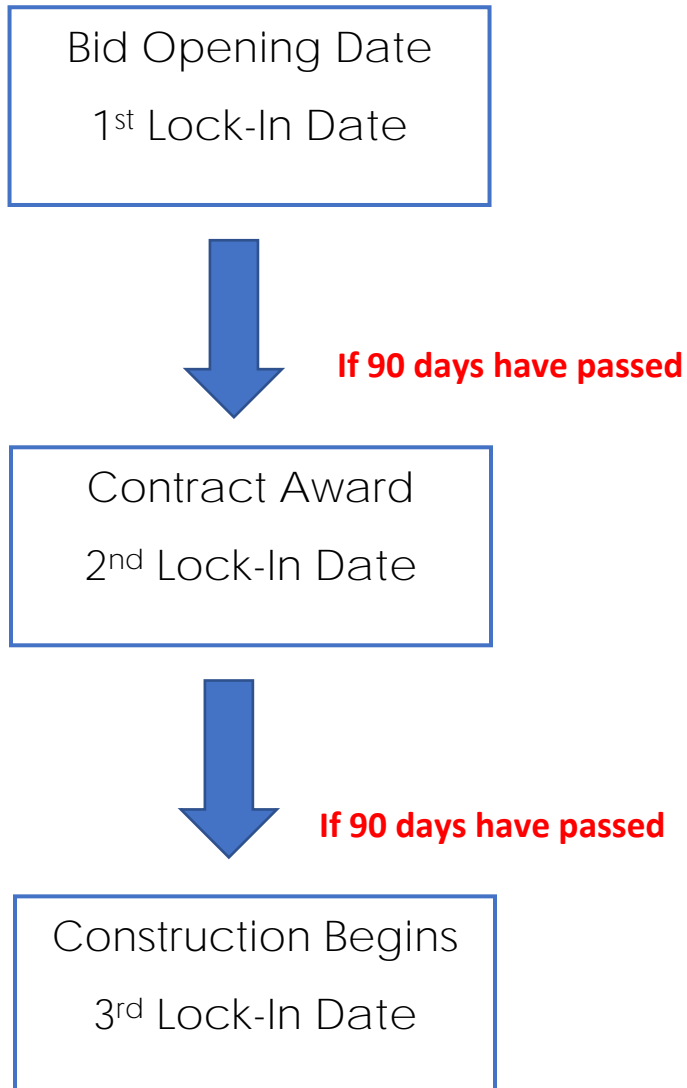 Bid Opening Date
1st Lock-In Date
If 90 days have passed
Contract Award
2nd Lock-In Date
If 90 days have passed
Construction Begins
3rd Lock-In Date